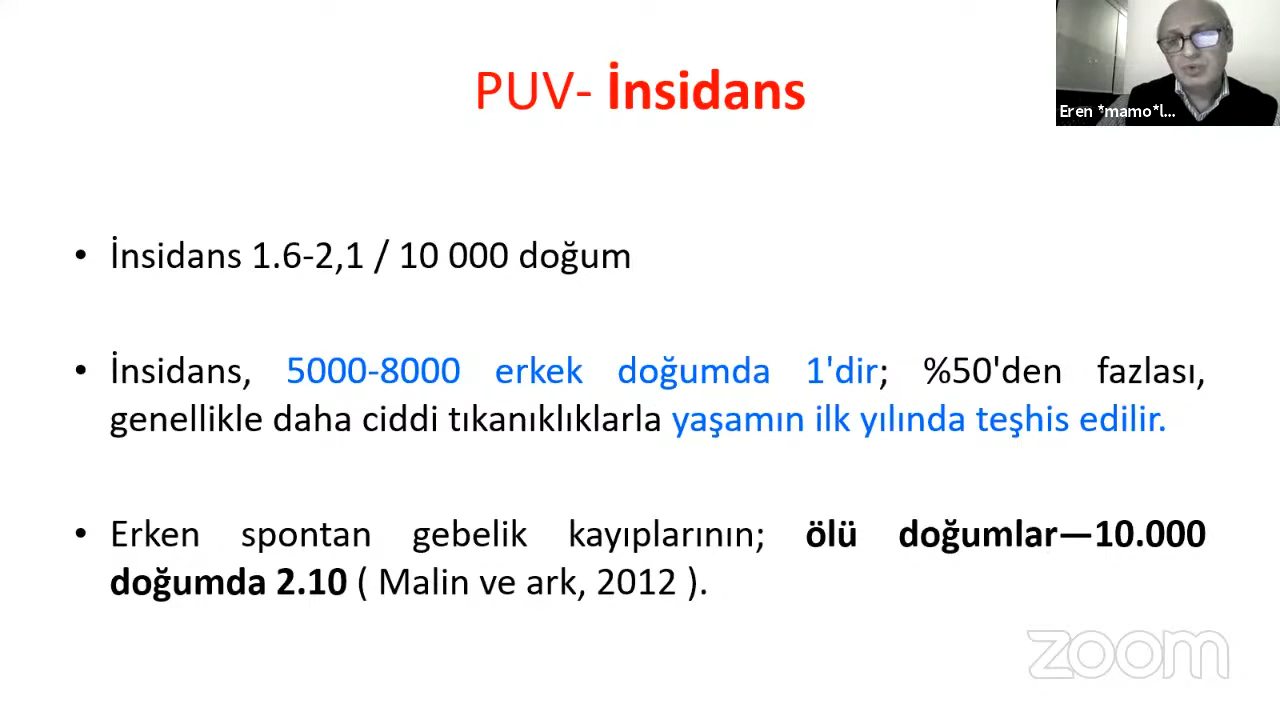 PUV- İnsidans
Eren *mamo*l...
• İnsidans 1.6-2,1 / 10 000 doğum
• İnsidans, 5000-8000 erkek doğumda 1'dir; %50'den fazlası,
genellikle daha ciddi tıkanıklıklarla yaşamın ilk yılında teşhis edilir.
• Erken spontan gebelik kayıplarının; ölü doğumlar—10.000
doğumda 2.10 ( Malin ve ark, 2012 ).
zoom